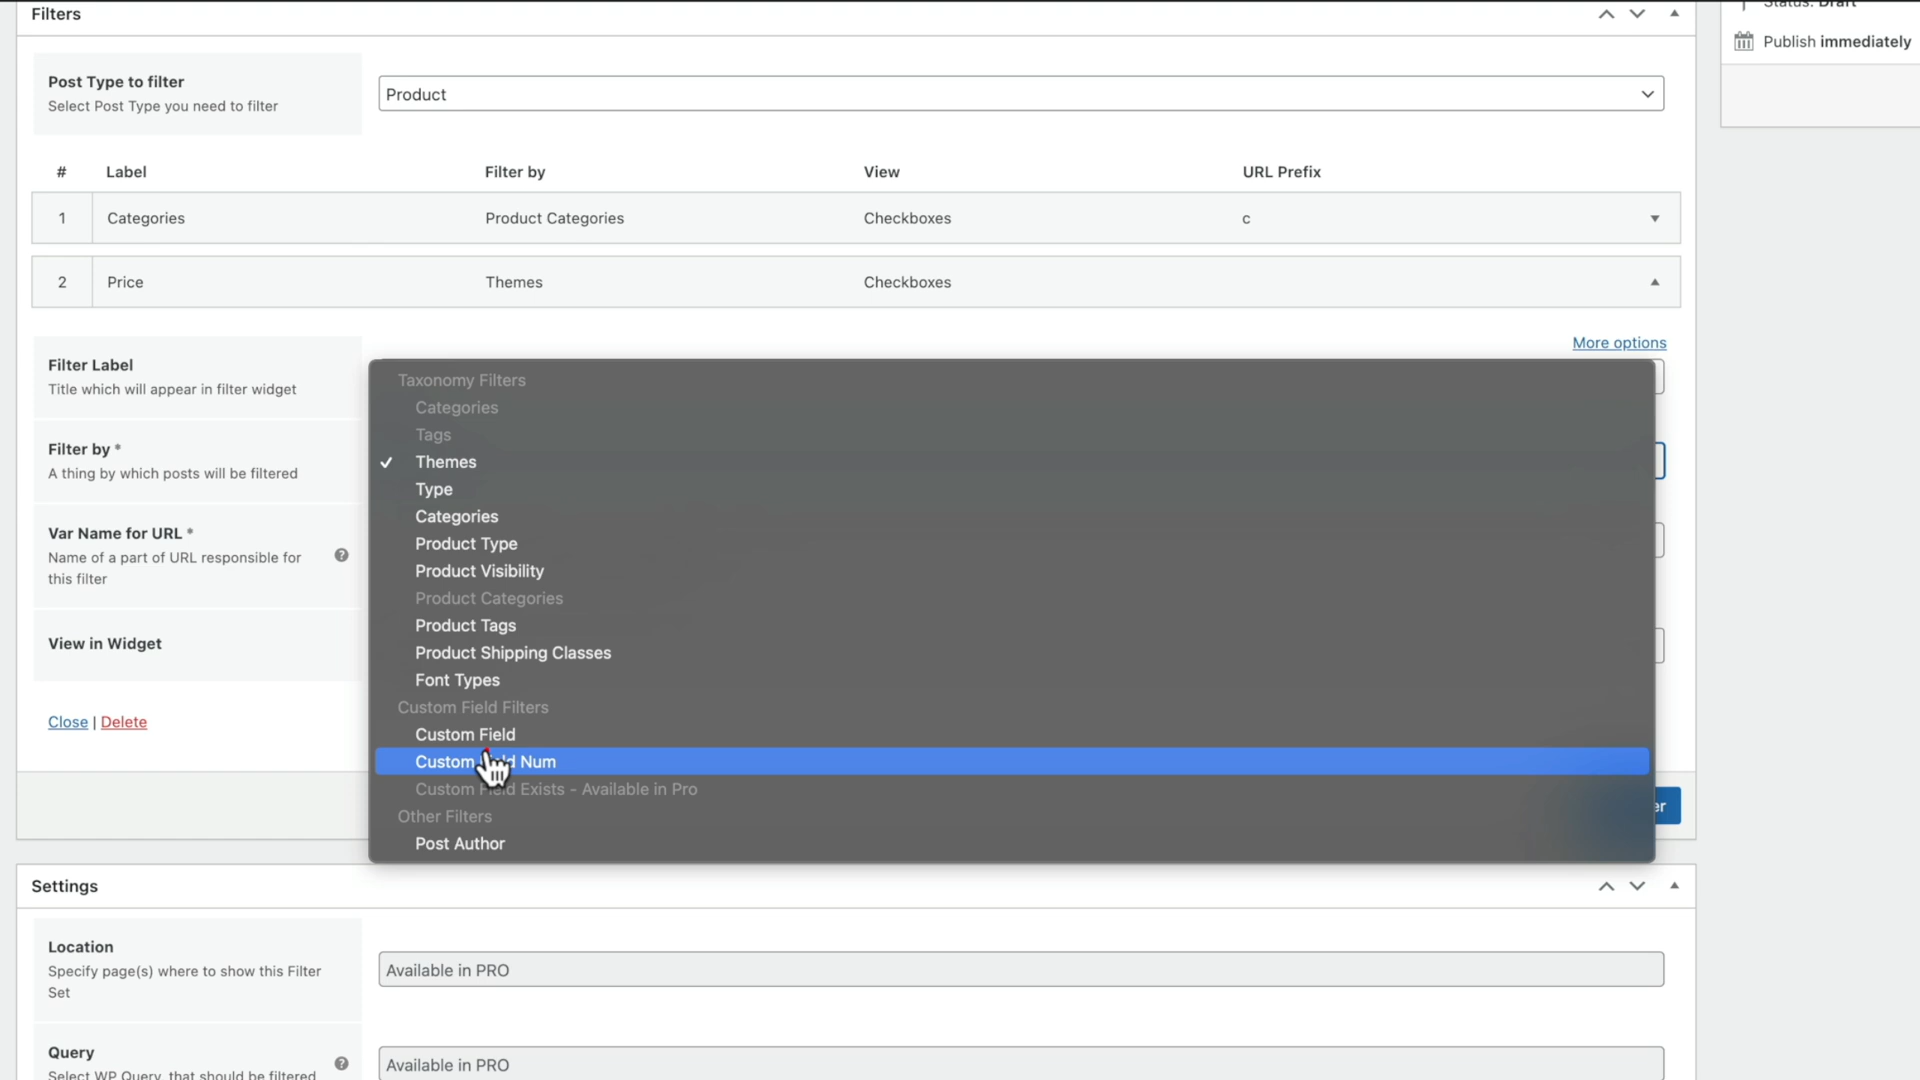 Filters
Status: Draft
Publish immediately
Post Type to filter
Select Post Type you need to filter
Product
# Label Filter by View URL Prefix
1 Categories Product Categories Checkboxes c
2 Price Themes Checkboxes
More options
Filter Label
Title which will appear in filter widget
Filter by *
A thing by which posts will be filtered
Var Name for URL *
Name of a part of URL responsible for
this filter
View in Widget
Close | Delete
Taxonomy Filters
Categories
Tags
Themes
Type
Categories
Product Type
Product Visibility
Product Categories
Product Tags
Product Shipping Classes
Font Types
Custom Field Filters
Custom Field
Custom Field Num
Custom Field Exists - Available in Pro
Other Filters
Post Author
er
Settings
Location
Specify page(s) where to show this Filter
Set
Available in PRO
Query
Select WP Query, that should be filtered
Available in PRO